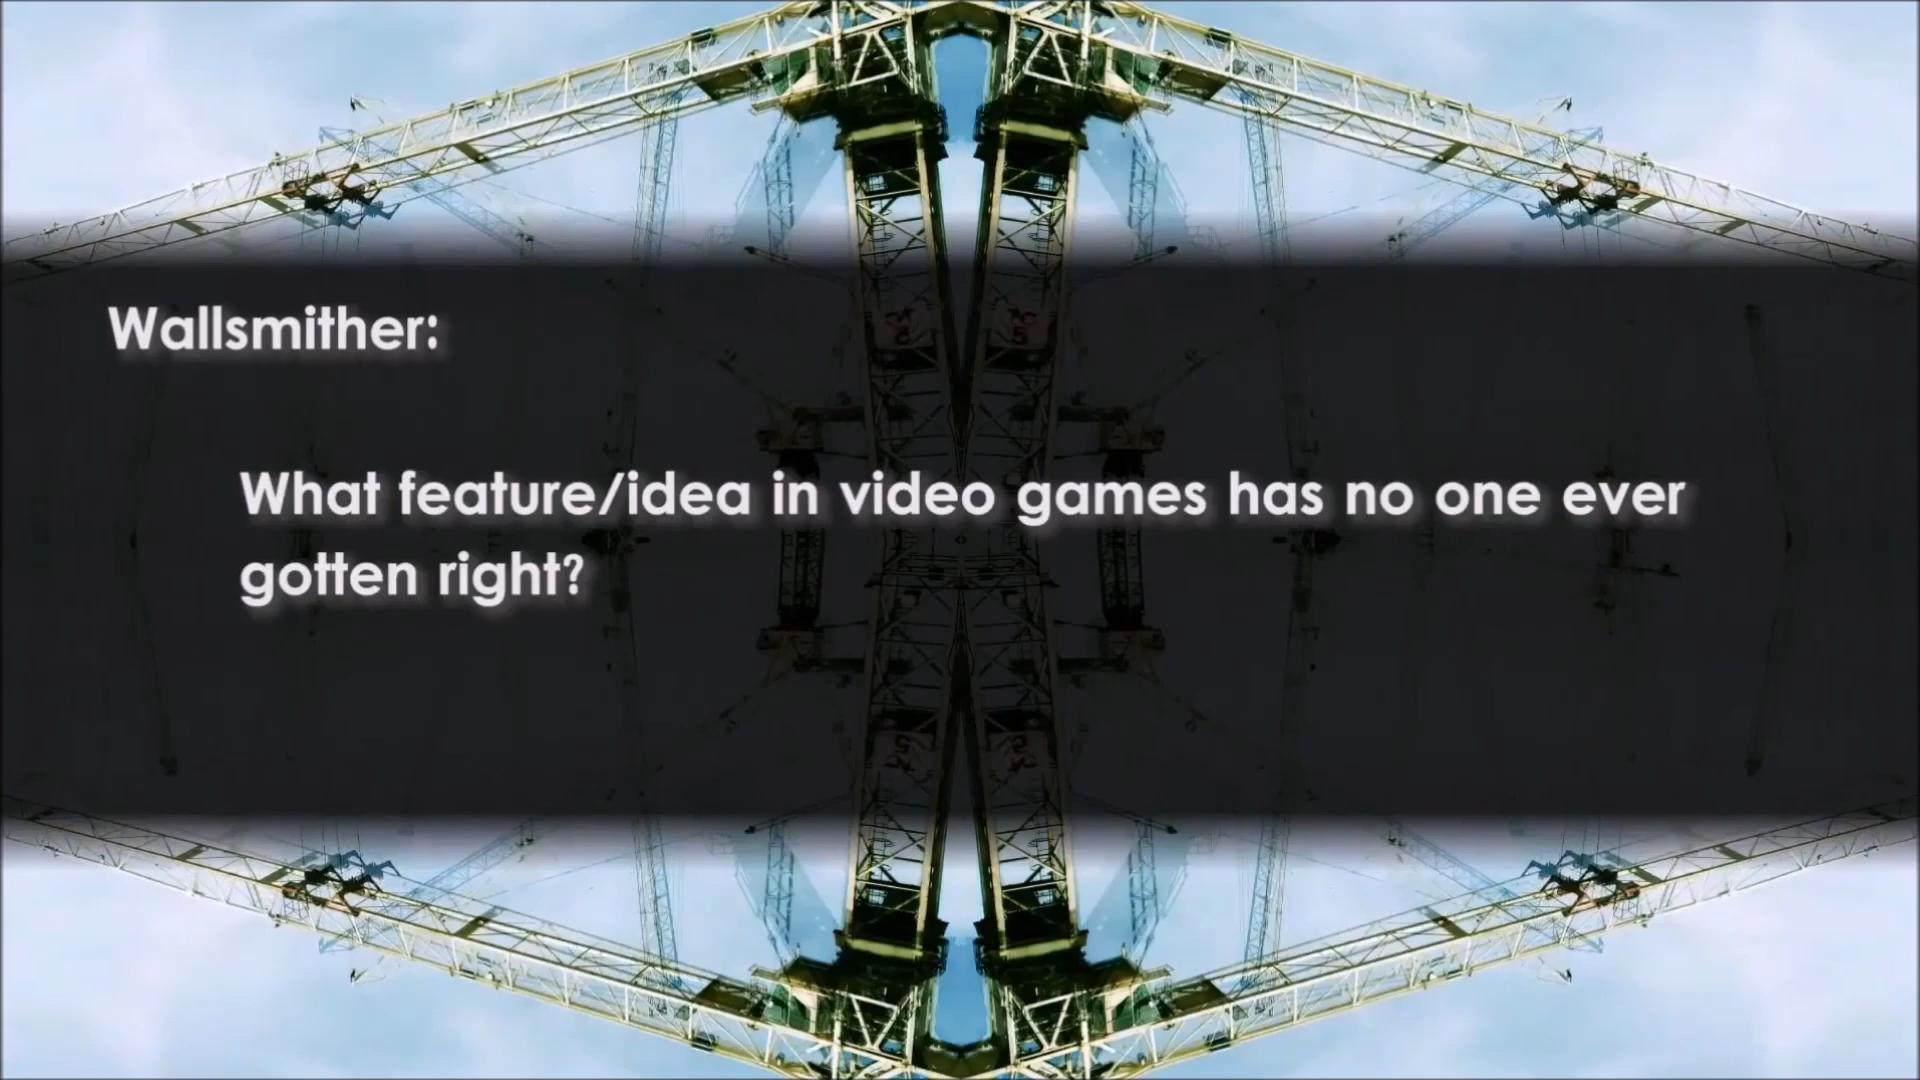 Wallsmither:
What feature/idea in video games has no one ever
gotten right?